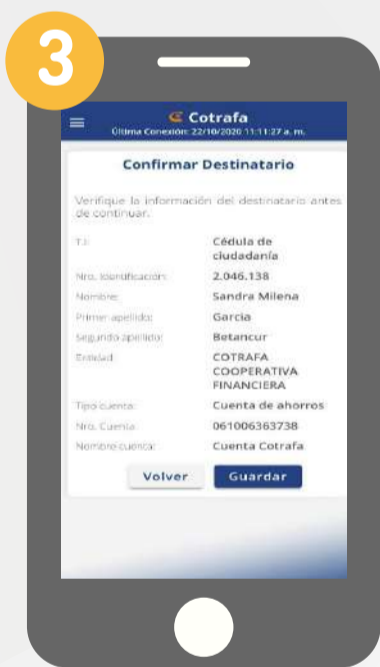 3
Cotrafa
Última Conexión: 22/10/2020 11:11:27 a. m.
Confirmar Destinatario
Verifique la información del destinatario antes
de continuar.
T.I: Cédula de
ciudadanía
Nro. Identificación: 2.046.138
Nombre: Sandra Milena
Primer apellido: Garcia
Segundo apellido: Betancur
Entidad: COTRAFA
COOPERATIVA
FINANCIERA
Tipo cuenta: Cuenta de ahorros
Nro. Cuenta: 061006363738
Nombre cuenta: Cuenta Cotrafa
Volver Guardar